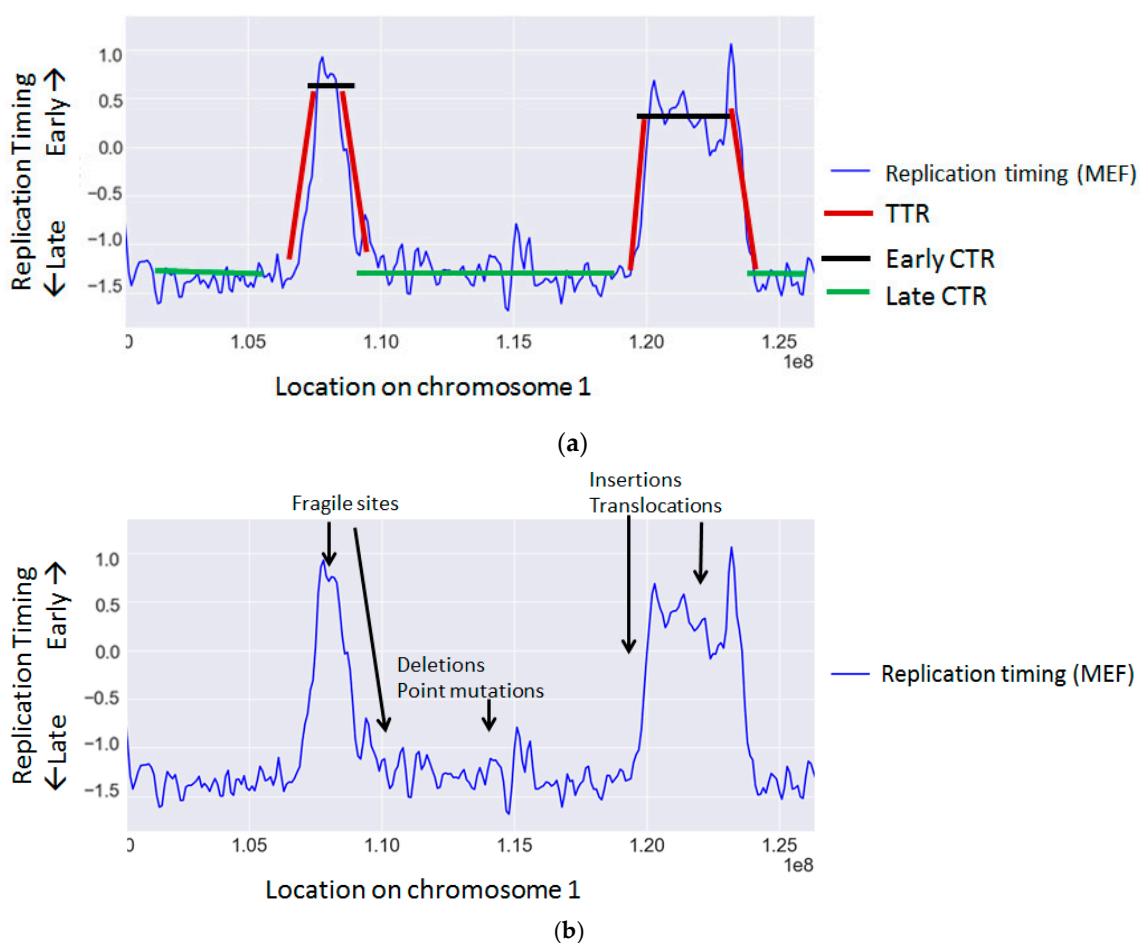 Replication Timing
←Late Early →
1.0
0.5
0.0
−0.5
−1.0
−1.5
0 1.05 1.10 1.15 1.20 1.25
1e8
Location on chromosome 1
Replication timing (MEF)
TTR
Early CTR
Late CTR
(a)
Fragile sites
Insertions
Translocations
Deletions
Point mutations
Replication Timing
←Late Early →
1.0
0.5
0.0
−0.5
−1.0
−1.5
0 1.05 1.10 1.15 1.20 1.25
1e8
Location on chromosome 1
Replication timing (MEF)
(b)